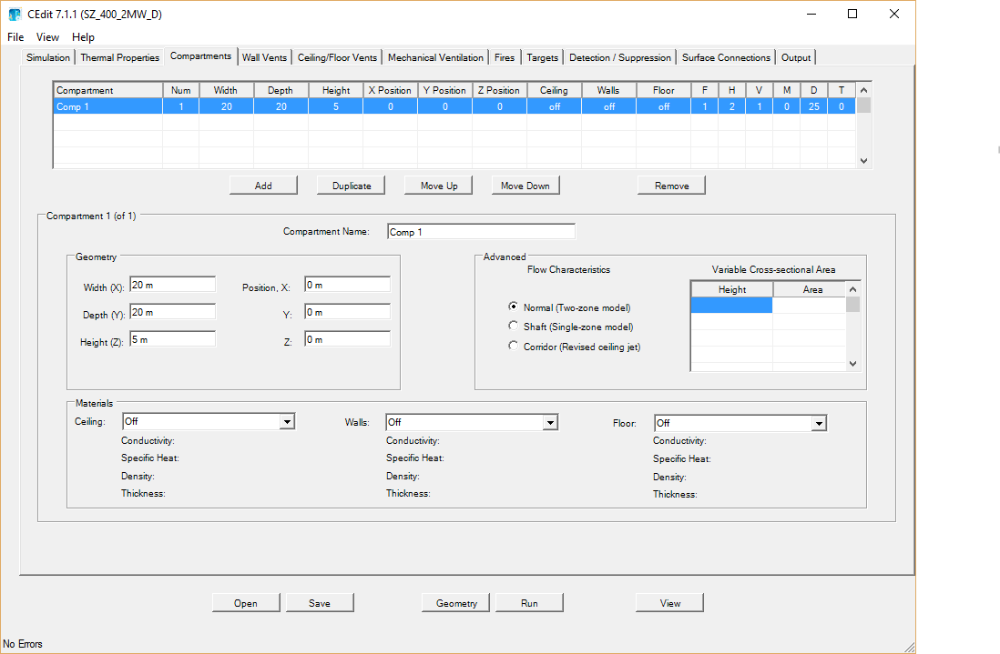 CEdit 7.1.1 (SZ_400_2MW_D)
File View Help
Simulation Thermal Properties Compartments Wall Vents Ceiling/Floor Vents Mechanical Ventilation Fires Targets Detection / Suppression Surface Connections Output
Compartment Num Width Depth Height X Position Y Position Z Position Ceiling Walls Floor F H V M D T
Comp 1 1 20 20 5 0 0 0 off off off 1 2 1 0 25 0
Add Duplicate Move Up Move Down Remove
Compartment 1 (of 1)
Compartment Name: Comp 1
Geometry
Width (X): 20 m Position, X: 0 m
Depth (Y): 20 m Y: 0 m
Height (Z): 5 m Z: 0 m
Advanced
Flow Characteristics
Normal (Two-zone model)
Shaft (Single-zone model)
Corridor (Revised ceiling jet)
Variable Cross-sectional Area
Height Area
Materials
Ceiling: Off Walls: Off Floor: Off
Conductivity: Conductivity: Conductivity:
Specific Heat: Specific Heat: Specific Heat:
Density: Density: Density:
Thickness: Thickness: Thickness:
Open Save Geometry Run View
No Errors